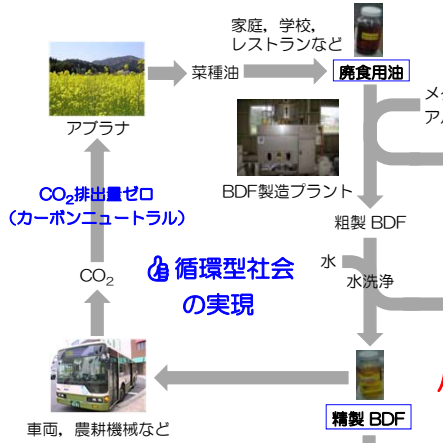 家庭，学校，
レストランなど
菜種油
廃食用油
アブラナ
BDF製造プラント
CO₂排出量ゼロ
（カーボンニュートラル）
粗製 BDF
水
水洗浄
CO₂
循環型社会
の実現
精製 BDF
車両，農耕機械など